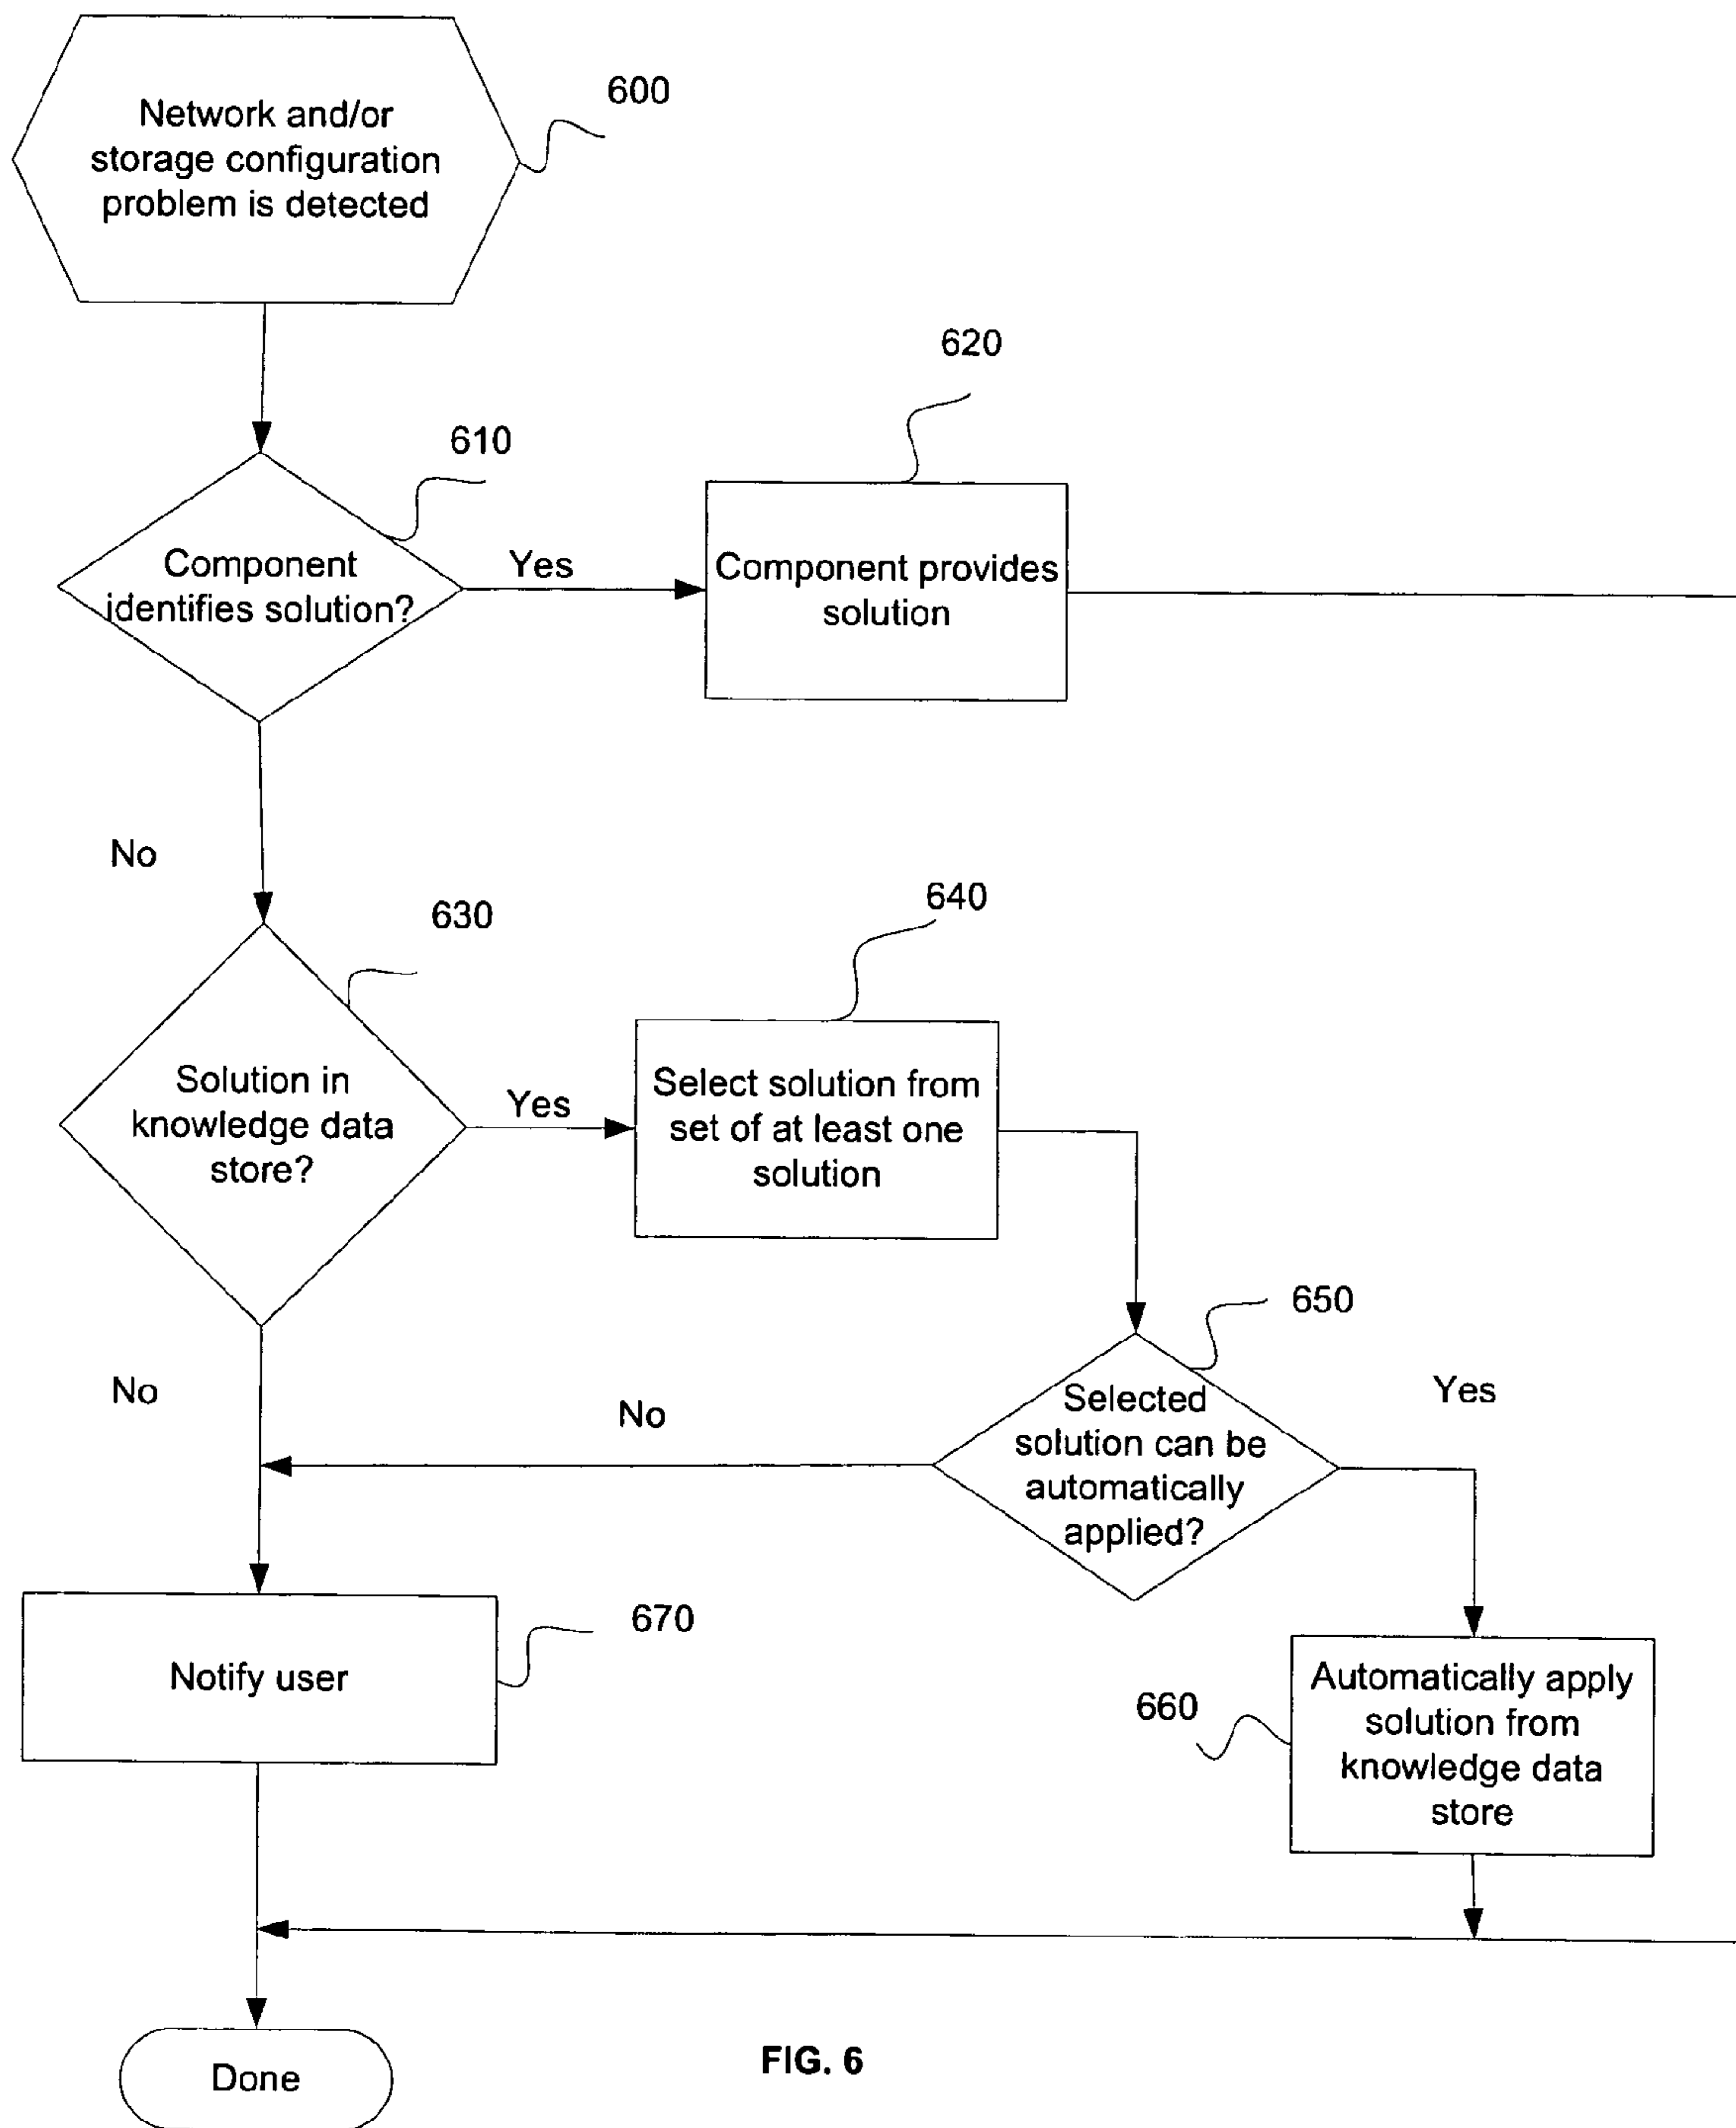 Network and/or
storage configuration
problem is detected
600
620
610
Component
identifies solution?
Yes
Component provides
solution
No
630
640
Solution in
knowledge data
store?
Yes
Select solution from
set of at least one
solution
650
No
No
Selected
solution can be
automatically
applied?
Yes
670
Notify user
660
Automatically apply
solution from
knowledge data
store
Done
FIG. 6